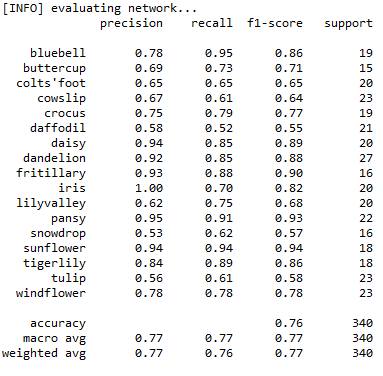 [INFO] evaluating network...
precision recall f1-score support
bluebell 0.78 0.95 0.86 19
buttercup 0.69 0.73 0.71 15
colts'foot 0.65 0.65 0.65 20
cowslip 0.67 0.61 0.64 23
crocus 0.75 0.79 0.77 19
daffodil 0.58 0.52 0.55 21
daisy 0.94 0.85 0.89 20
dandelion 0.92 0.85 0.88 27
fritillary 0.93 0.88 0.90 16
iris 1.00 0.70 0.82 20
lilyvalley 0.62 0.75 0.68 20
pansy 0.95 0.91 0.93 22
snowdrop 0.53 0.62 0.57 16
sunflower 0.94 0.94 0.94 18
tigerlily 0.84 0.89 0.86 18
tulip 0.56 0.61 0.58 23
windflower 0.78 0.78 0.78 23
accuracy 0.76 340
macro avg 0.77 0.77 0.77 340
weighted avg 0.77 0.76 0.77 340